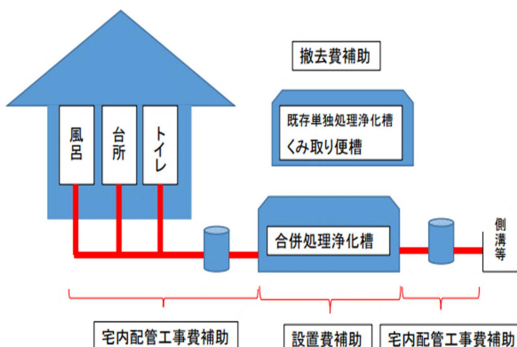 撤去費補助
既存単独処理浄化槽
くみ取り便槽
風呂
台所
トイレ
合併処理浄化槽
側溝等
宅内配管工事費補助
設置費補助
宅内配管工事費補助